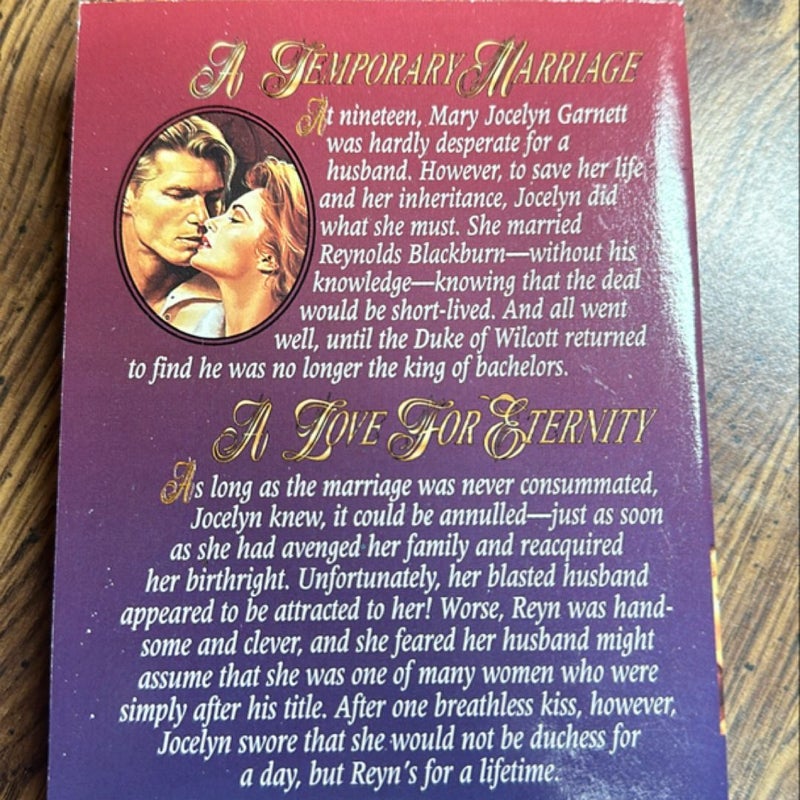 A TEMPORARY MARRIAGE
At nineteen, Mary Jocelyn Garnett
was hardly desperate for a
husband. However, to save her life
and her inheritance, Jocelyn did
what she must. She married
Reynolds Blackburn—without his
knowledge—knowing that the deal
would be short-lived. And all went
well, until the Duke of Wilcott returned
to find he was no longer the king of bachelors.
A LOVE FOR ETERNITY
As long as the marriage was never consummated,
Jocelyn knew, it could be annulled—just as soon
as she had avenged her family and reacquired
her birthright. Unfortunately, her blasted husband
appeared to be attracted to her! Worse, Reyn was hand-
some and clever, and she feared her husband might
assume that she was one of many women who were
simply after his title. After one breathless kiss, however,
Jocelyn swore that she would not be duchess for
a day, but Reyn's for a lifetime.